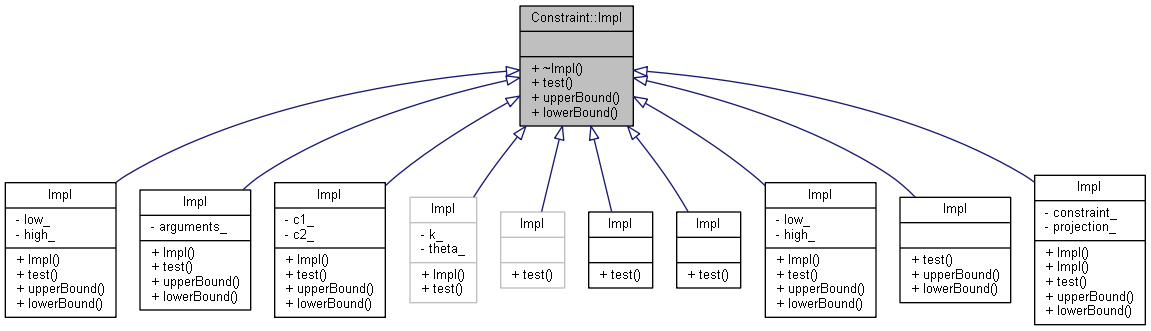 Constraint::Impl
+ ~Impl()
+ test()
+ upperBound()
+ lowerBound()
Impl
- low_
- high_
+ Impl()
+ test()
+ upperBound()
+ lowerBound()
Impl
- arguments_
+ Impl()
+ test()
+ upperBound()
+ lowerBound()
Impl
- c1_
- c2_
+ Impl()
+ test()
+ upperBound()
+ lowerBound()
Impl
- k_
- theta_
+ Impl()
+ test()
Impl
+ test()
Impl
+ test()
Impl
+ test()
Impl
- low_
- high_
+ Impl()
+ test()
+ upperBound()
+ lowerBound()
Impl
+ test()
+ upperBound()
+ lowerBound()
Impl
- constraint_
- projection_
+ Impl()
+ Impl()
+ test()
+ upperBound()
+ lowerBound()